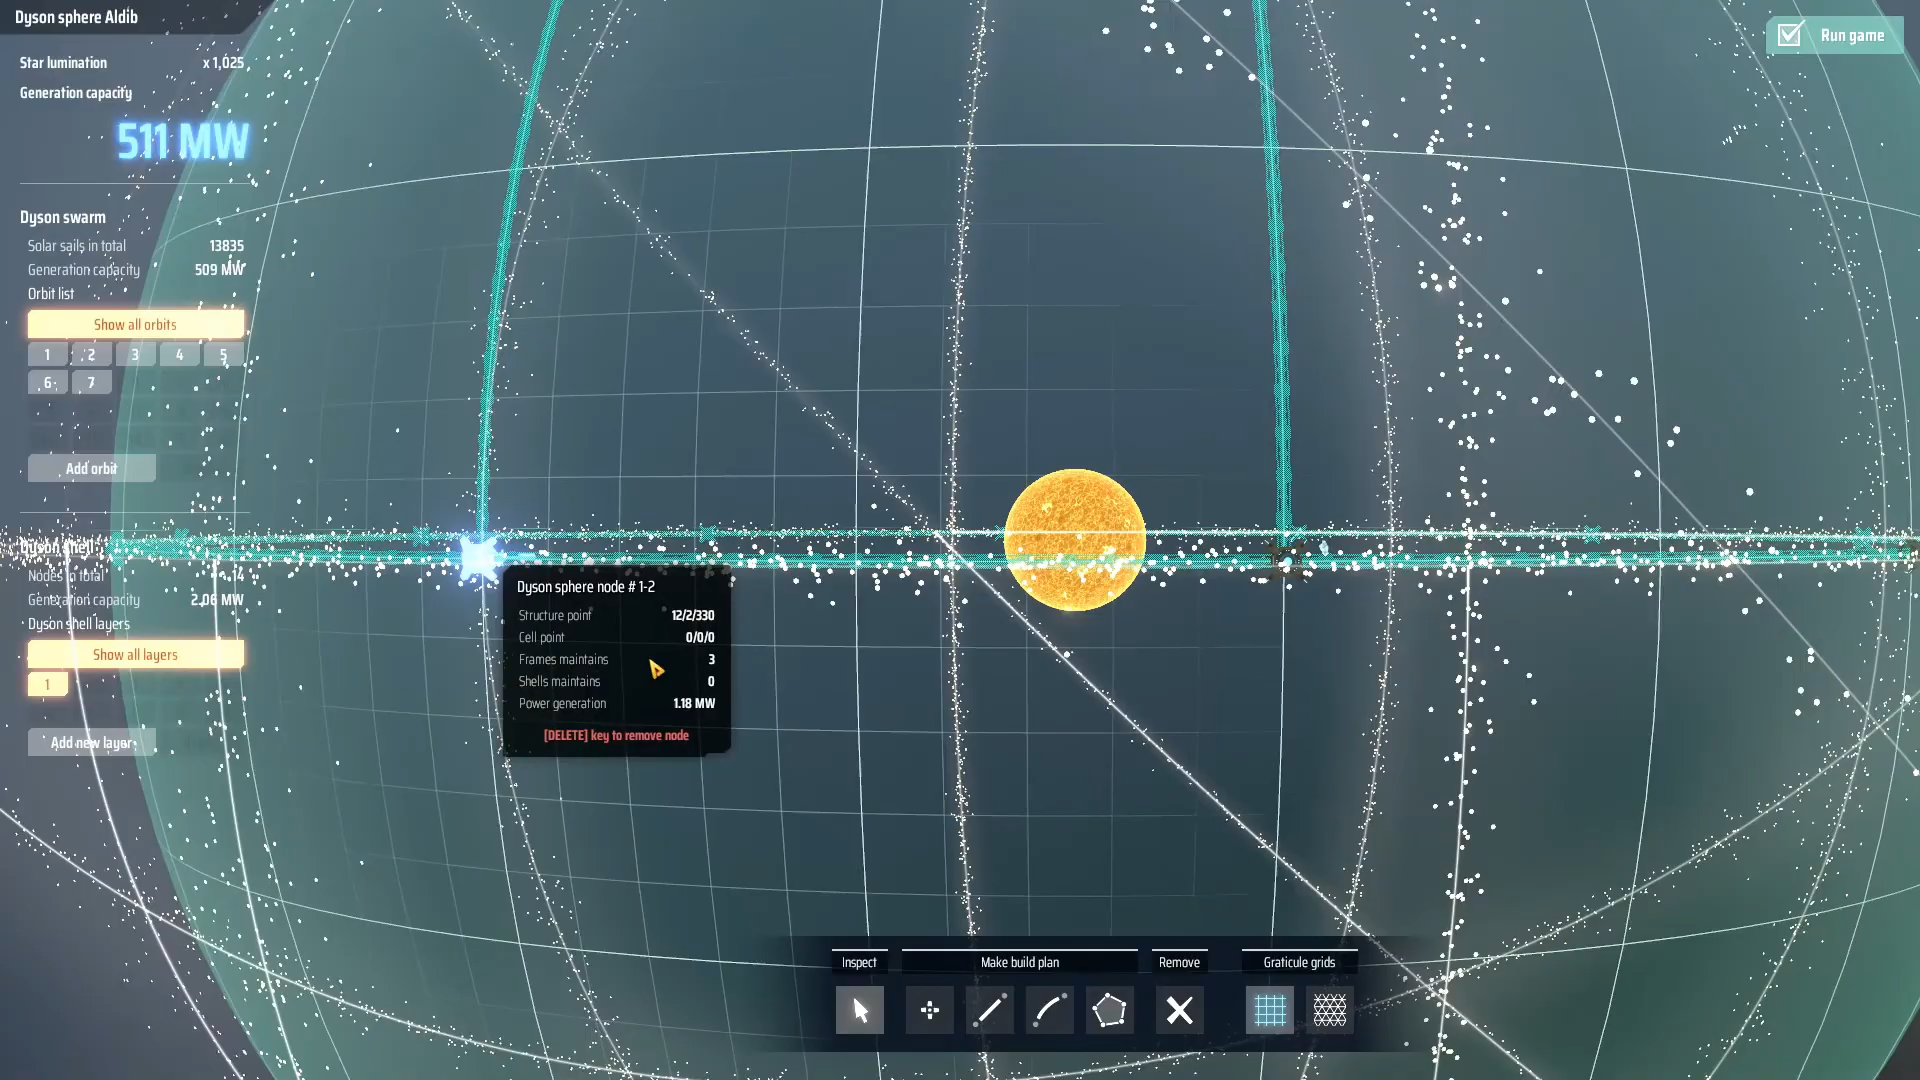 Dyson sphere Aldib
Star lumination x 1,025
Generation capacity
511 MW
Dyson swarm
Solar sails in total 13835
Generation capacity 509 MW
Orbit list
Show all orbits
1 2 3 4 5
6 7
Add orbit
Dyson shell
Nodes in total 14
Generation capacity 2.06 MW
Dyson shell layers
Show all layers
1
Add new layer
Run game
Dyson sphere node # 1-2
Structure point 12/2/330
Cell point 0/0/0
Frames maintains 3
Shells maintains 0
Power generation 1.18 MW
[DELETE] key to remove node
Inspect Make build plan Remove Graticule grids